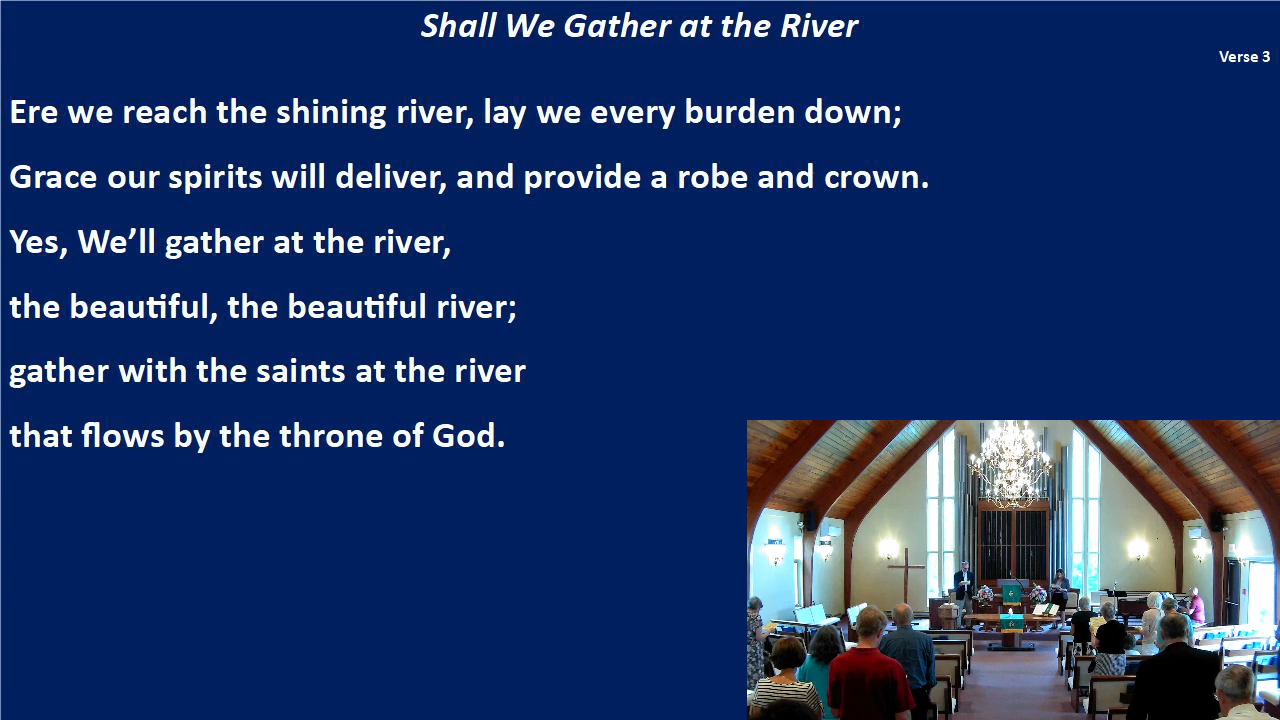 Shall We Gather at the River
Verse 3
Ere we reach the shining river, lay we every burden down;
Grace our spirits will deliver, and provide a robe and crown.
Yes, We’ll gather at the river,
the beautiful, the beautiful river;
gather with the saints at the river
that flows by the throne of God.